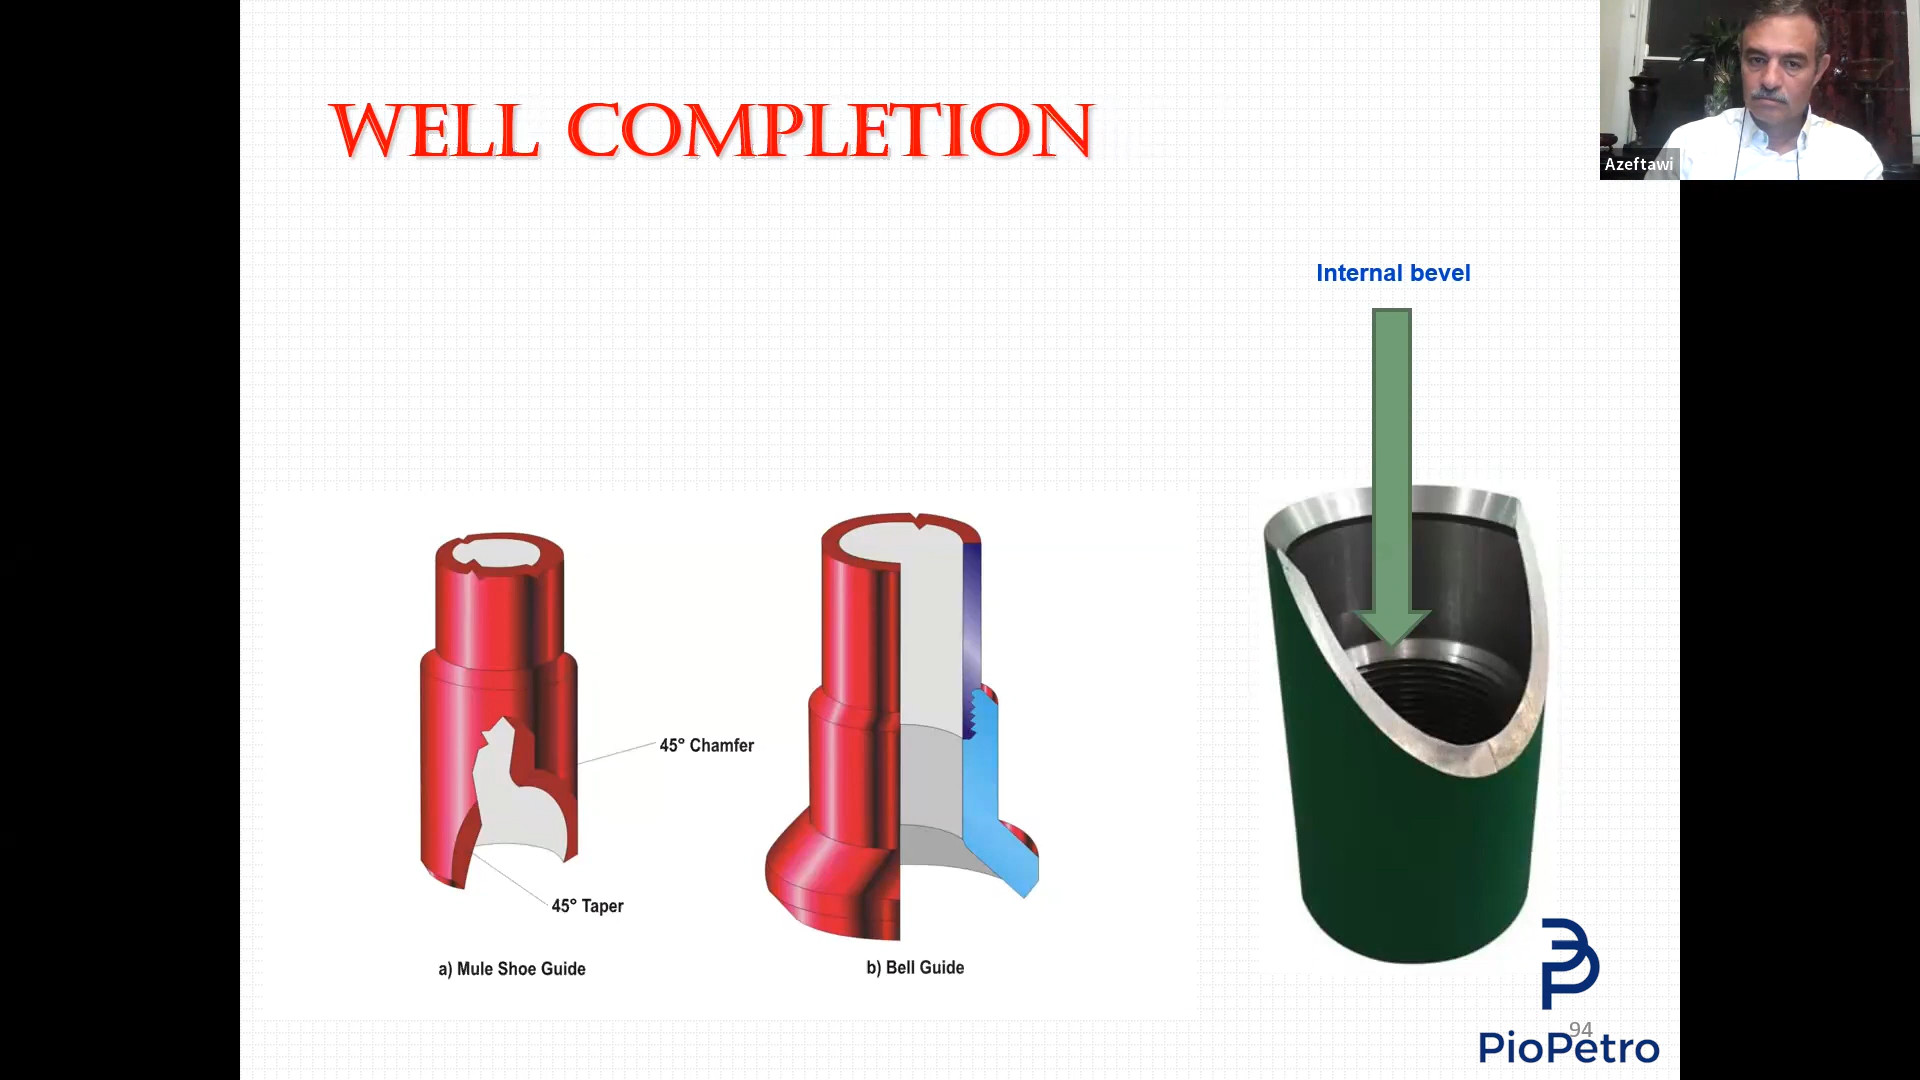 WELL COMPLETION
Azeftawi
Internal bevel
45° Chamfer
45° Taper
a) Mule Shoe Guide
b) Bell Guide
94
PioPetro